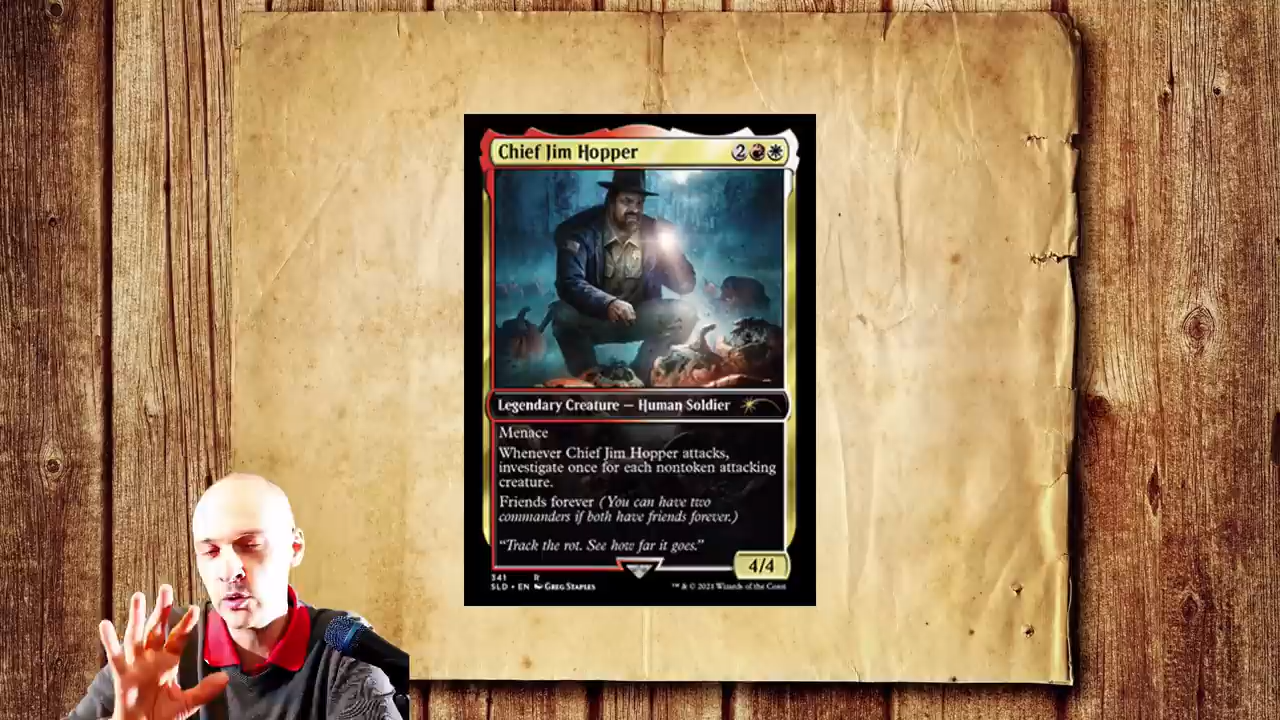 Chief Jim Hopper 2
Legendary Creature — Human Soldier
Menace
Whenever Chief Jim Hopper attacks,
investigate once for each nontoken attacking
creature.
Friends forever (You can have two
commanders if both have friends forever.)
“Track the rot. See how far it goes.”
4/4
341 R
SLD • EN Greg Staples ™ & © 2021 Wizards of the Coast